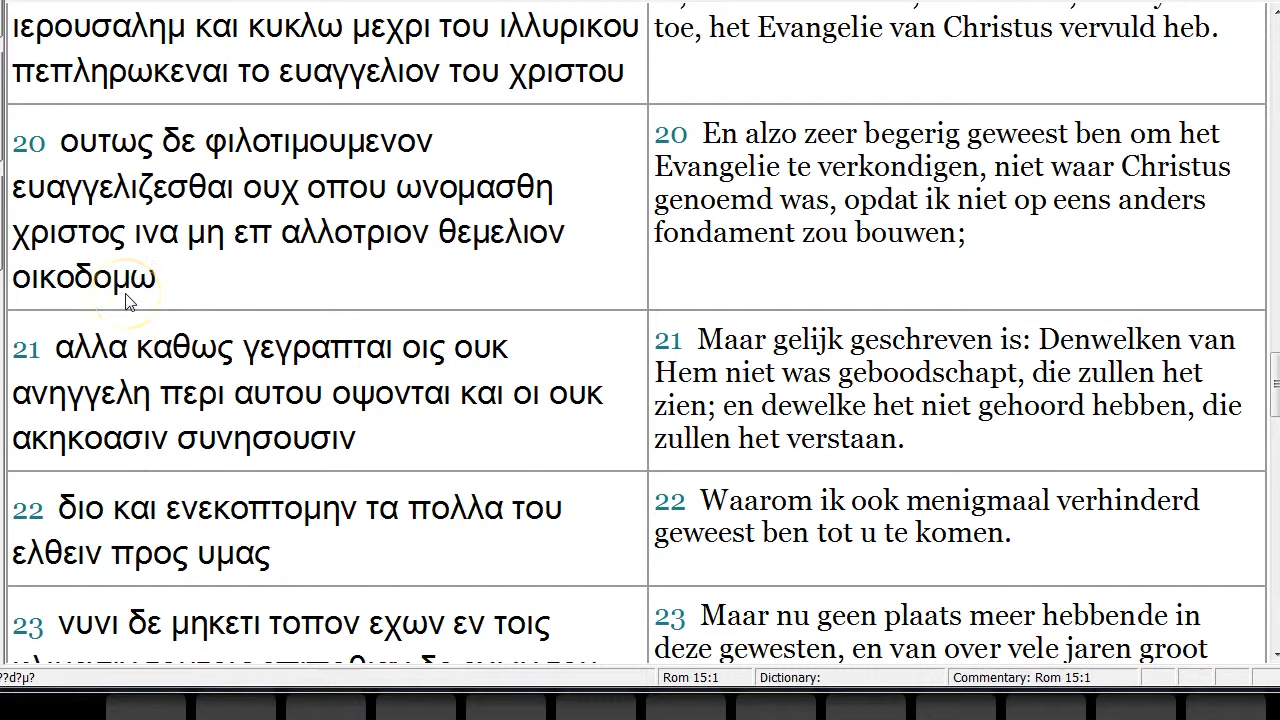 ιερουσαλημ και κυκλω μεχρι του ιλλυρικου
πεπληρωκεναι το ευαγγελιον του χριστου
toe, het Evangelie van Christus vervuld heb.
20 ουτως δε φιλοτιμουμενον
ευαγγελιζεσθαι ουχ οπου ωνομασθη
χριστος ινα μη επ αλλοτριον θεμελιον
οικοδομω
20 En alzo zeer begerig geweest ben om het
Evangelie te verkondigen, niet waar Christus
genoemd was, opdat ik niet op eens anders
fondament zou bouwen;
21 αλλα καθως γεγραπται οις ουκ
ανηγγελη περι αυτου οψονται και οι ουκ
ακηκοασιν συνησουσιν
21 Maar gelijk geschreven is: Denwelken van
Hem niet was geboodschapt, die zullen het
zien; en dewelke het niet gehoord hebben, die
zullen het verstaan.
22 διο και ενεκοπτομην τα πολλα του
ελθειν προς υμας
22 Waarom ik ook menigmaal verhinderd
geweest ben tot u te komen.
23 νυνι δε μηκετι τοπον εχων εν τοις
23 Maar nu geen plaats meer hebbende in
deze gewesten, en van over vele jaren groot
??d?µ?
Rom 15:1
Dictionary:
Commentary: Rom 15:1